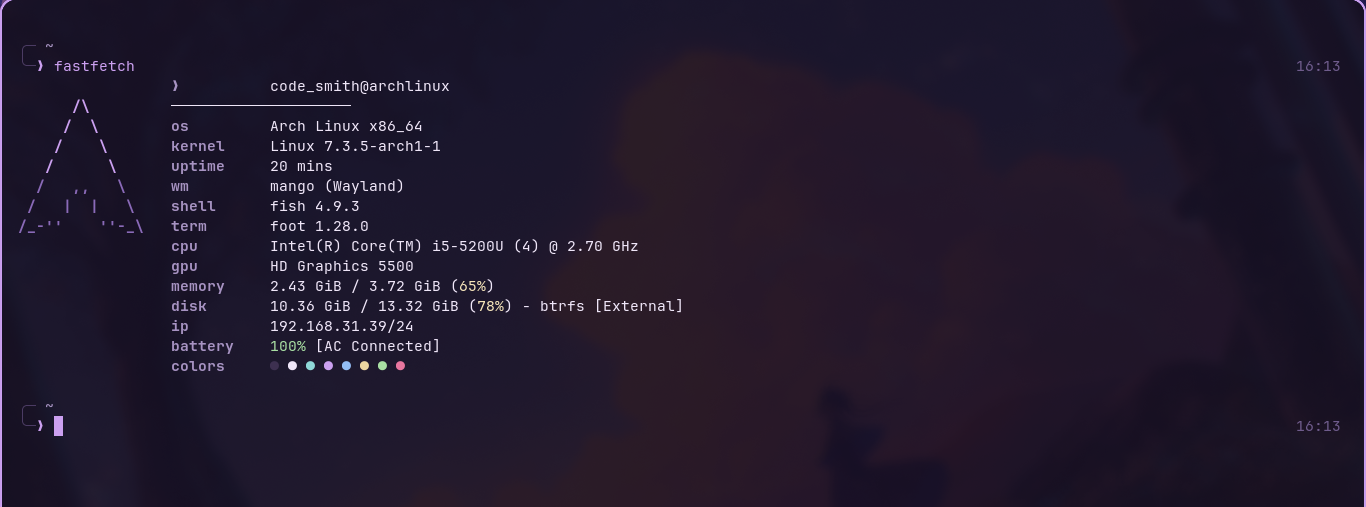 ~
❯ fastfetch 16:13
❯ code_smith@archlinux
/\
/  \
/    \
/      \
/   ,,   \
/   |  |   \
/_-''    ''-_\
os Arch Linux x86_64
kernel Linux 7.3.5-arch1-1
uptime 20 mins
wm mango (Wayland)
shell fish 4.9.3
term foot 1.28.0
cpu Intel(R) Core(TM) i5-5200U (4) @ 2.70 GHz
gpu HD Graphics 5500
memory 2.43 GiB / 3.72 GiB (65%)
disk 10.36 GiB / 13.32 GiB (78%) - btrfs [External]
ip 192.168.31.39/24
battery 100% [AC Connected]
colors
~
❯ 16:13